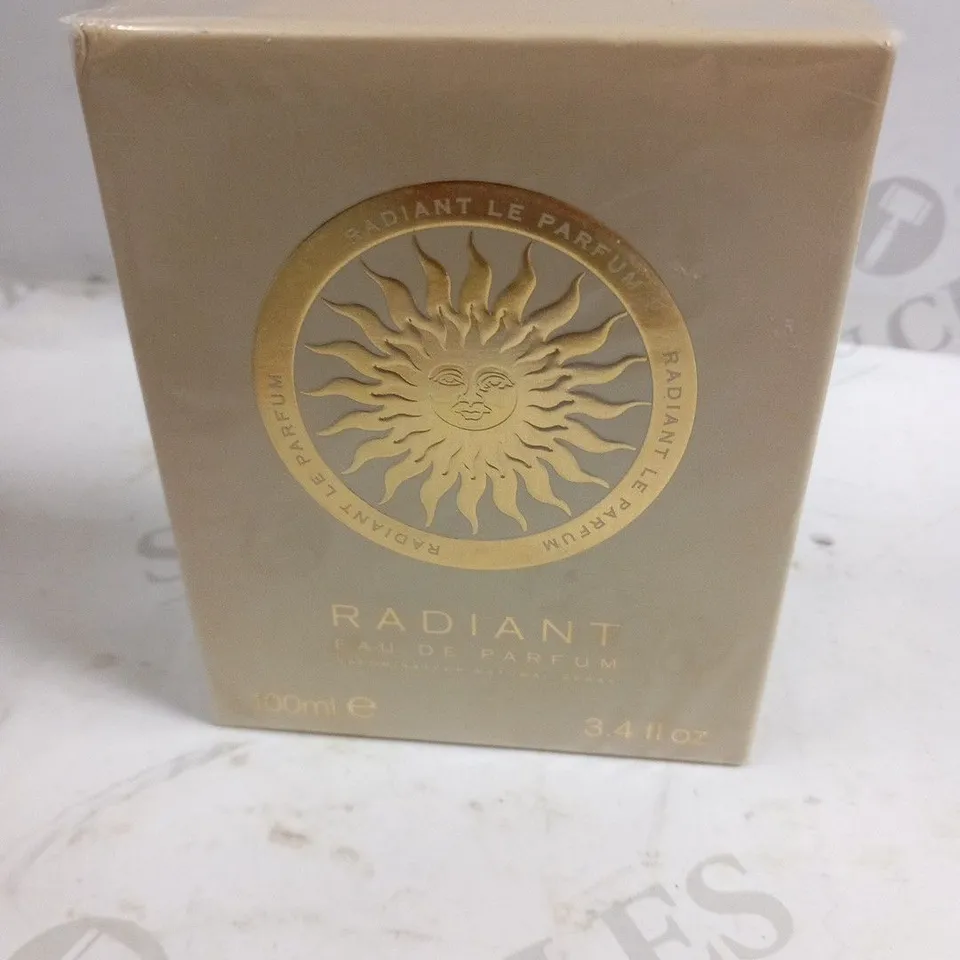 RADIANT LE PARFUM
RADIANT LE PARFUM
RADIANT LE PARFUM
RADIANT
EAU DE PARFUM
100ml e
3.4 fl oz